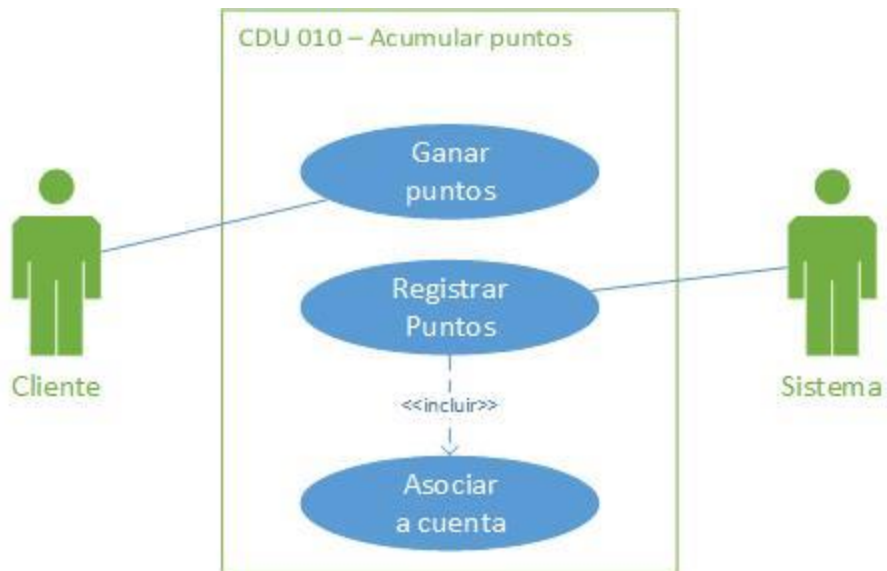 CDU 010 – Acumular puntos
Ganar
puntos
Registrar
Puntos
Cliente
Sistema
<<incluir>>
Asociar
a cuenta